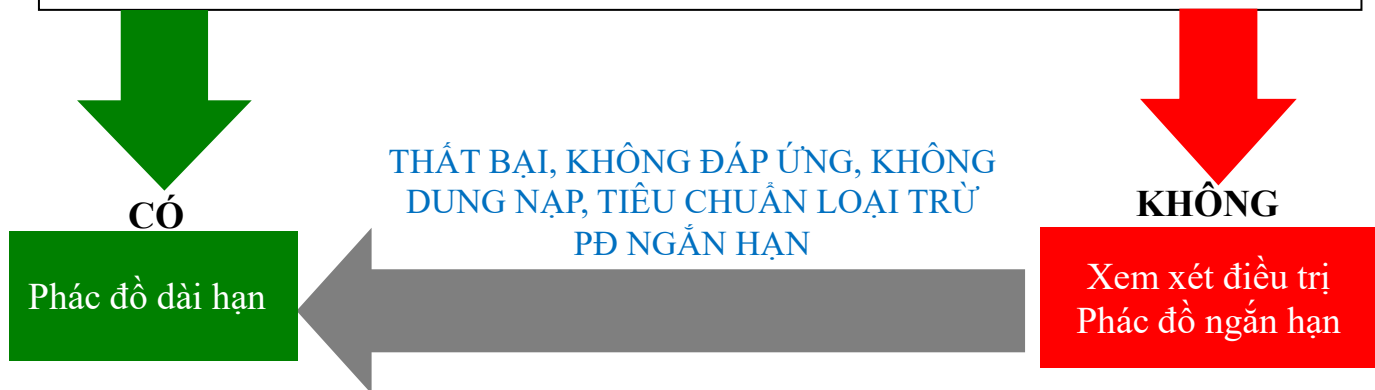 THẤT BẠI, KHÔNG ĐÁP ỨNG, KHÔNG
DUNG NẠP, TIÊU CHUẨN LOẠI TRỪ
PĐ NGẮN HẠN
CÓ
KHÔNG
Phác đồ dài hạn
Xem xét điều trị
Phác đồ ngắn hạn